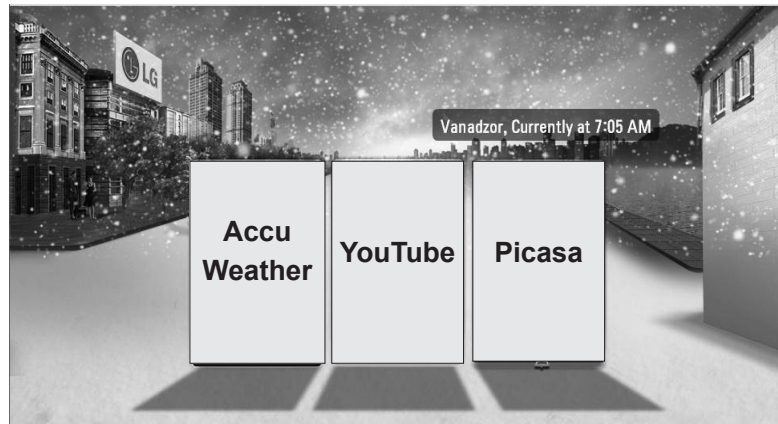 LG
Vanadzor, Currently at 7:05 AM
Accu
Weather
YouTube
Picasa